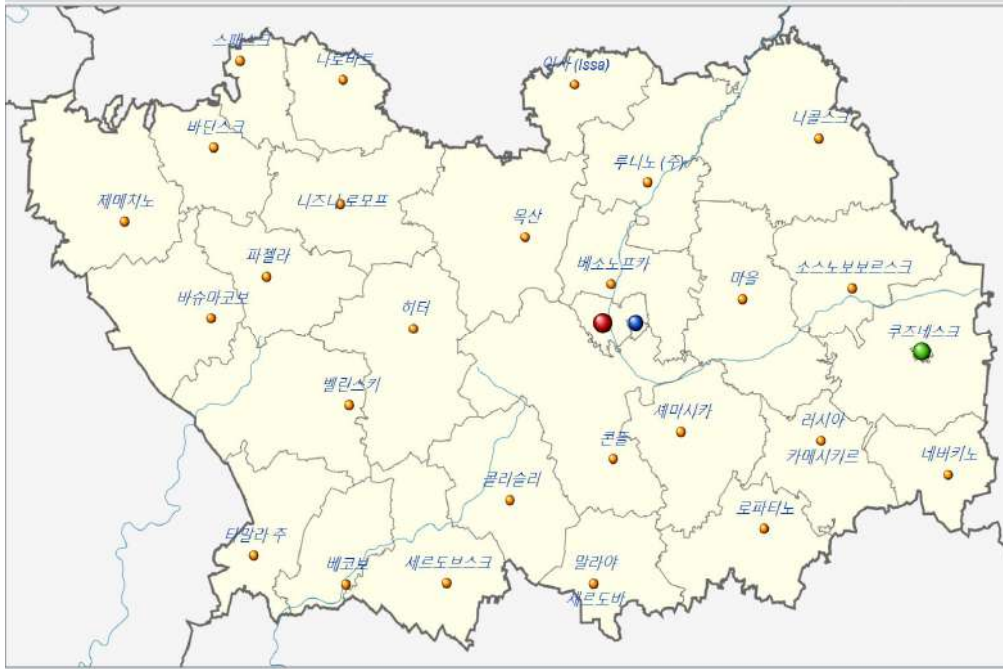 스패스크
나로바트
이사 (Issa)
니콜스크
바딘스크
루니노 (주)
제메치노
니즈니 로모프
목산
파첼라
베소노프카
마을
소스노보보르스크
바슈마코보
히터
쿠즈네스크
벨린스키
셰미시카
러시아
콘돌
카메시키르
네버키노
콜리슬리
로파티노
타말라 주
베코보
세르도브스크
말라야
세르도바